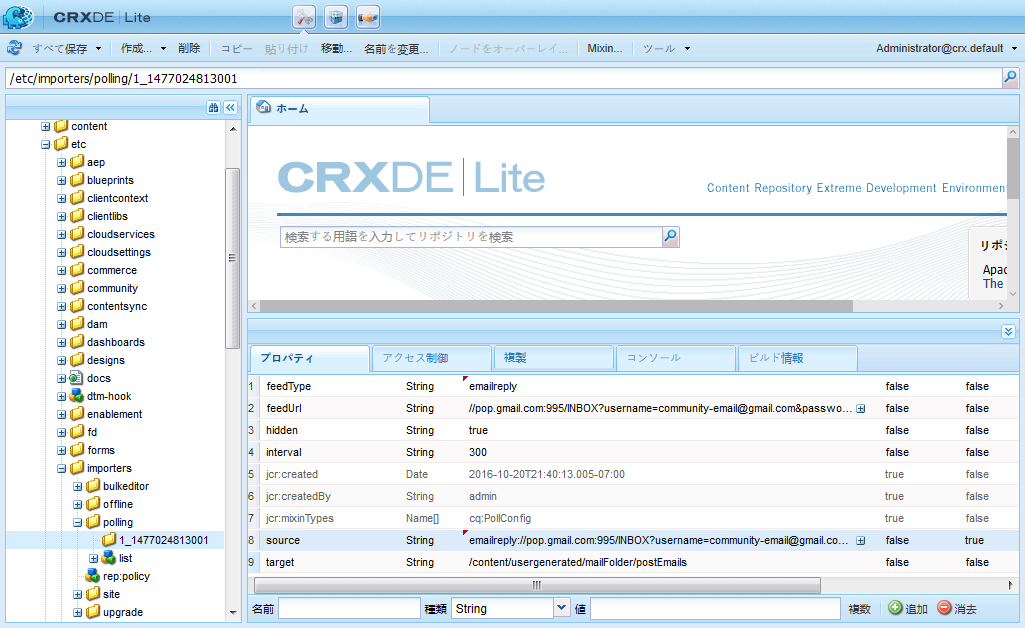 CRXDE | Lite
すべて保存 作成... 削除 コピー 貼り付け 移動... 名前を変更... ノードをオーバーレイ... Mixin... ツール Administrator@crx.default
/etc/importers/polling/1_1477024813001
content
etc
aep
blueprints
clientcontext
clientlibs
cloudservices
cloudsettings
commerce
community
contentsync
dam
dashboards
designs
docs
dtm-hook
enablement
fd
forms
importers
bulkeditor
offline
polling
1_1477024813001
list
rep:policy
site
upgrade
ホーム
CRXDE | Lite
Content Repository Extreme Development Environmen
検索する用語を入力してリポジトリを検索
リポジ
Apac
The
プロパティ アクセス制御 複製 コンソール ビルド情報
1 feedType String emailreply false false
2 feedUrl String //pop.gmail.com:995/INBOX?username=community-email@gmail.com&passwo... false false
3 hidden String true false false
4 interval String 300 false false
5 jcr:created Date 2016-10-20T21:40:13.005-07:00 true false
6 jcr:createdBy String admin true false
7 jcr:mixinTypes Name[] cq:PollConfig true false
8 source String emailreply://pop.gmail.com:995/INBOX?username=community-email@gmail.co... false true
9 target String /content/usergenerated/mailFolder/postEmails false false
名前 種類 String 値 複数 追加 消去